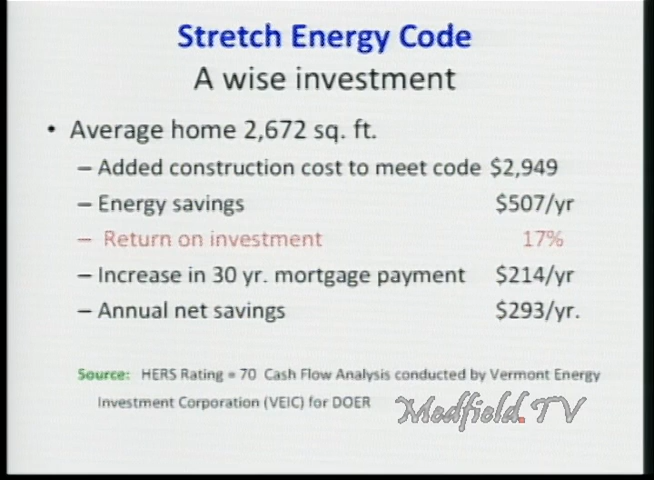 Stretch Energy Code
A wise investment
• Average home 2,672 sq. ft.
– Added construction cost to meet code $2,949
– Energy savings $507/yr
– Return on investment 17%
– Increase in 30 yr. mortgage payment $214/yr
– Annual net savings $293/yr.
Source: HERS Rating = 70 Cash Flow Analysis conducted by Vermont Energy
Investment Corporation (VEIC) for DOER
Medfield.TV